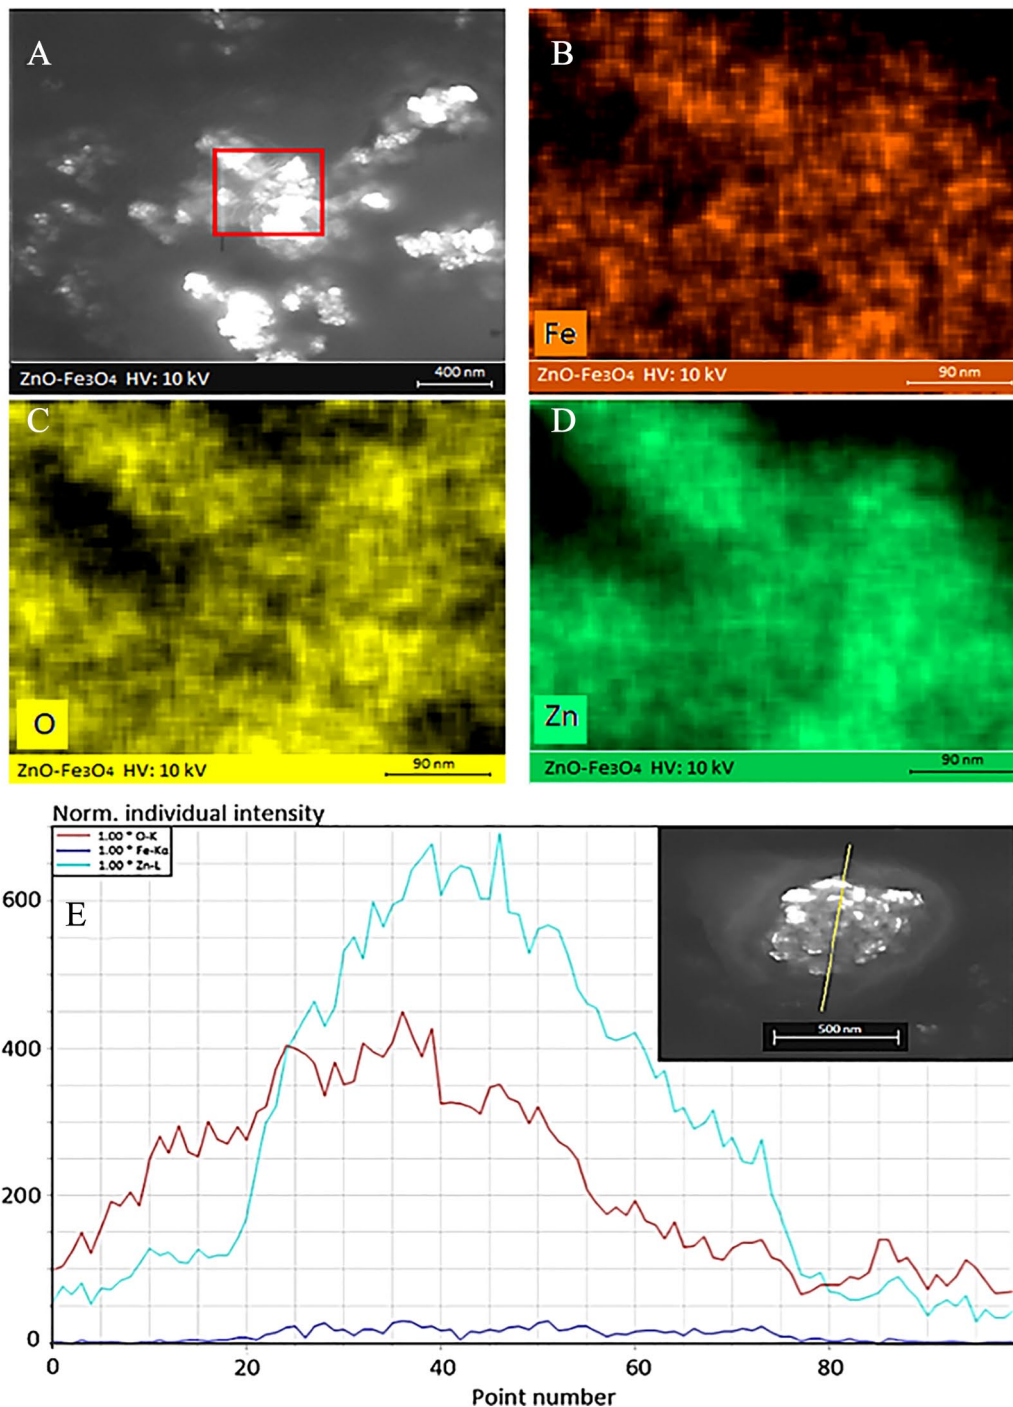 A
ZnO-Fe3O4 HV: 10 kV
400 nm
B
Fe
ZnO-Fe3O4 HV: 10 kV
90 nm
C
O
ZnO-Fe3O4 HV: 10 kV
90 nm
D
Zn
ZnO-Fe3O4 HV: 10 kV
90 nm
Norm. individual intensity
1.00 * O-K
1.00 * Fe-Ka
1.00 * Zn-L
E
600
400
200
0
500 nm
0 20 40 60 80
Point number